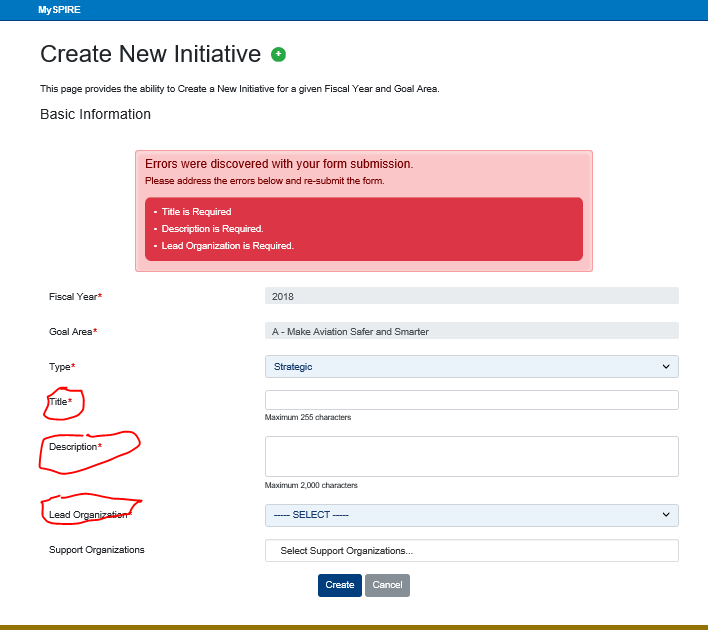 MySPIRE
Create New Initiative
This page provides the ability to Create a New Initiative for a given Fiscal Year and Goal Area.
Basic Information
Errors were discovered with your form submission.
Please address the errors below and re-submit the form.
• Title is Required
• Description is Required.
• Lead Organization is Required.
Fiscal Year* 2018
Goal Area* A - Make Aviation Safer and Smarter
Type* Strategic
Title*
Maximum 255 characters
Description*
Maximum 2,000 characters
Lead Organization* ----- SELECT -----
Support Organizations Select Support Organizations...
Create Cancel